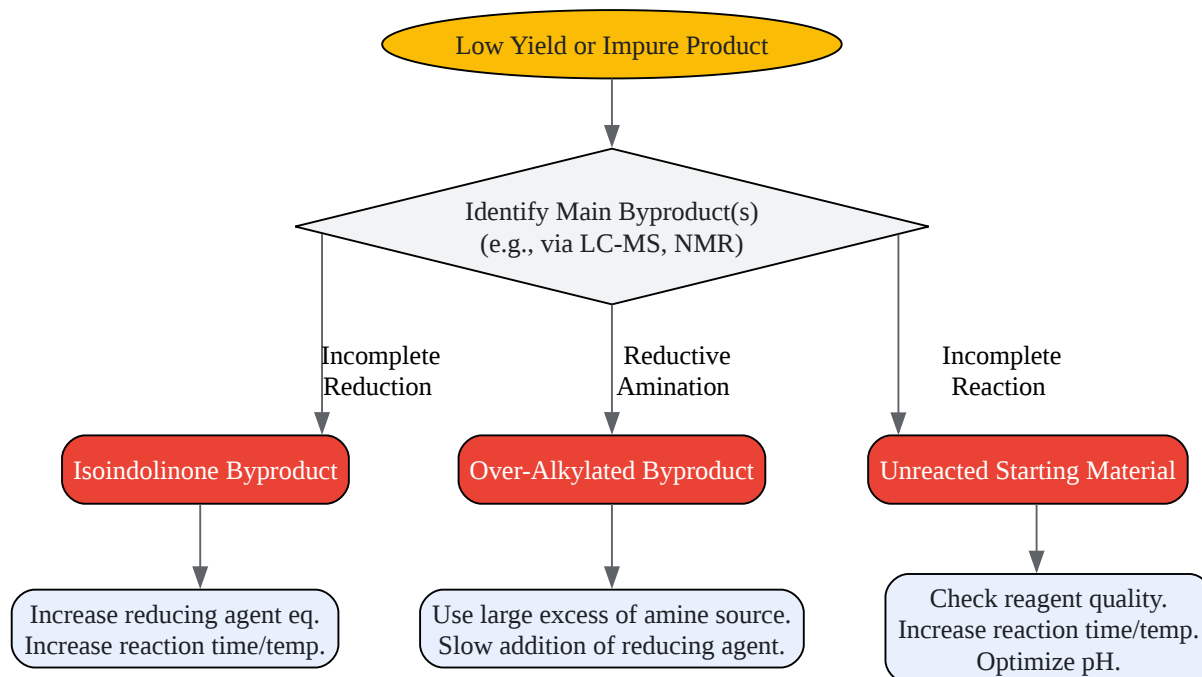 Low Yield or Impure Product
Identify Main Byproduct(s)
(e.g., via LC-MS, NMR)
Incomplete
Reduction
Reductive
Amination
Incomplete
Reaction
Isoindolinone Byproduct
Over-Alkylated Byproduct
Unreacted Starting Material
Increase reducing agent eq.
Increase reaction time/temp.
Use large excess of amine source.
Slow addition of reducing agent.
Check reagent quality.
Increase reaction time/temp.
Optimize pH.